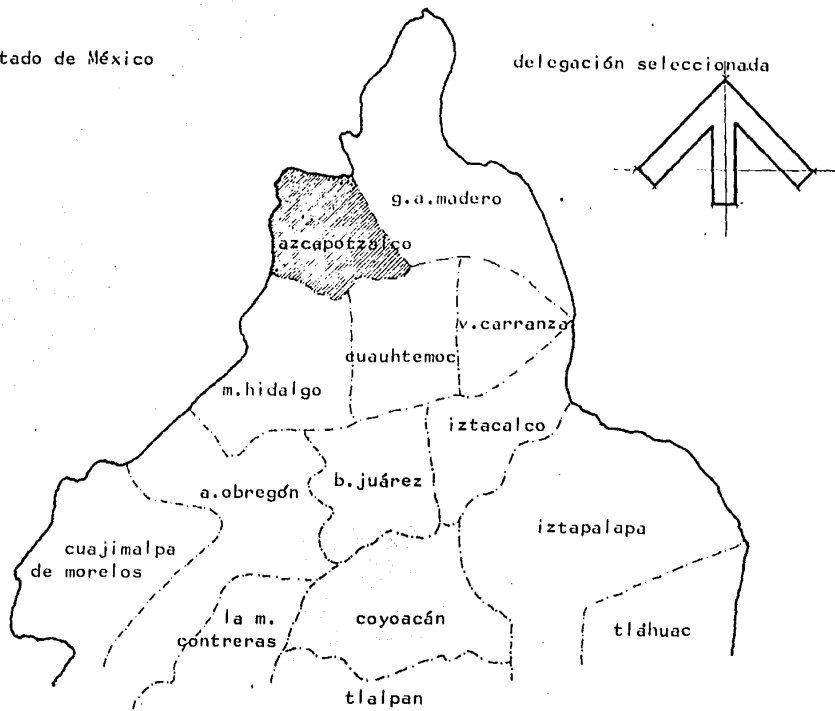 tado de México
delegación seleccionada
g.a.madero
azcapotzalco
v.carranza
cuauhtemoc
m.hidalgo
iztacalco
b.juárez
a.obregón
iztapalapa
cuajimalpa
de morelos
la m.
contreras
coyoacán
tláhuac
tlalpan